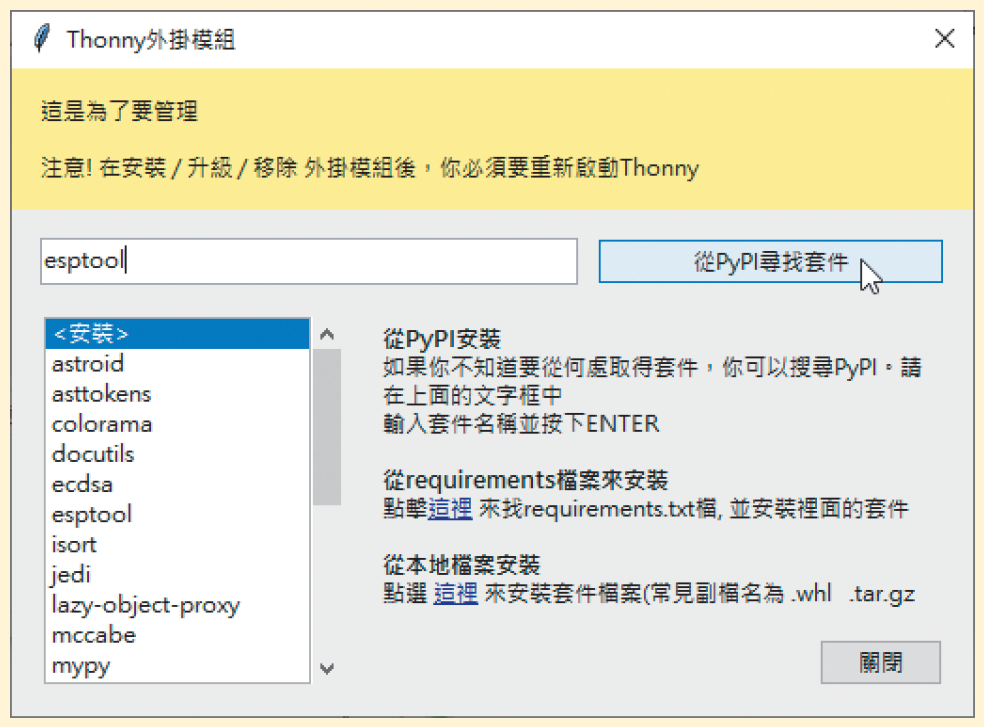 Thonny外掛模組
這是為了要管理
注意! 在安裝 / 升級 / 移除 外掛模組後，你必須要重新啟動Thonny
esptool
從PyPI尋找套件
<安裝>
astroid
asttokens
colorama
docutils
ecdsa
esptool
isort
jedi
lazy-object-proxy
mccabe
mypy
從PyPI安裝
如果你不知道要從何處取得套件，你可以搜尋PyPI。請
在上面的文字框中
輸入套件名稱並按下ENTER
從requirements檔案來安裝
點擊這裡 來找requirements.txt檔, 並安裝裡面的套件
從本地檔案安裝
點選 這裡 來安裝套件檔案(常見副檔名為 .whl .tar.gz
關閉